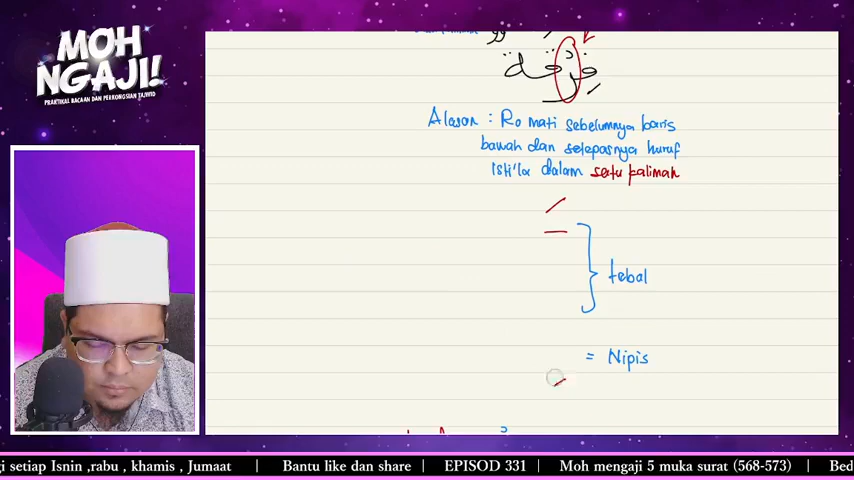 MOH
NGAJI!
PRAKTIKAL BACAAN DAN PERKONGSIAN TAJWID
فرقة
Alasan : Ro mati sebelumnya baris
bawah dan selepasnya huruf
isti'la dalam satu kalimah
tebal
= Nipis
gi setiap Isnin ,rabu , khamis , Jumaat | Bantu like dan share | EPISOD 331 | Moh mengaji 5 muka surat (568-573) | Bed